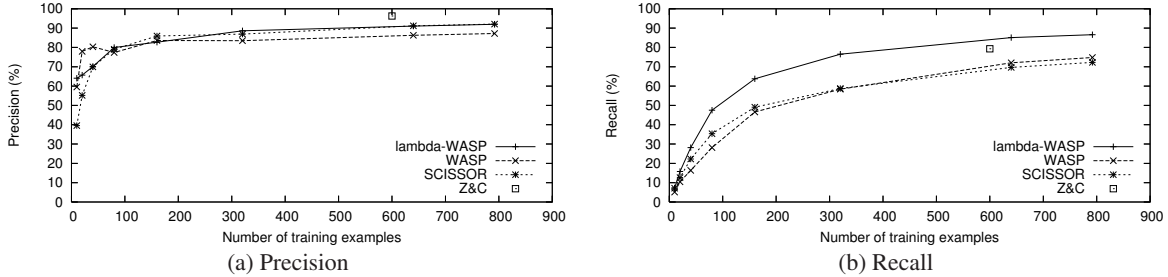 100
90
80
70
60
50
40
30
20
10
0
Precision (%)
lambda-WASP
WASP
SCISSOR
Z&C
0 100 200 300 400 500 600 700 800 900
Number of training examples
(a) Precision
100
90
80
70
60
50
40
30
20
10
0
Recall (%)
lambda-WASP
WASP
SCISSOR
Z&C
0 100 200 300 400 500 600 700 800 900
Number of training examples
(b) Recall